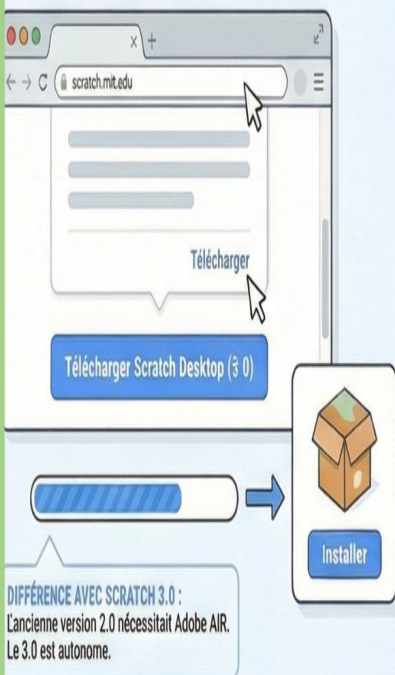 scratch.mit.edu
Télécharger
Télécharger Scratch Desktop (3 0)
Installer
DIFFÉRENCE AVEC SCRATCH 3.0 :
L'ancienne version 2.0 nécessitait Adobe AIR.
Le 3.0 est autonome.